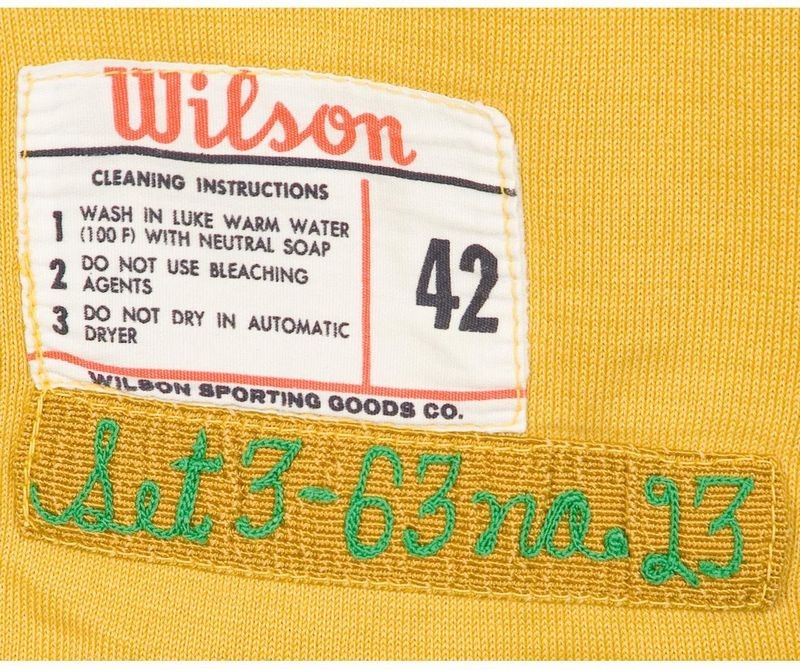 Wilson
CLEANING INSTRUCTIONS
1 WASH IN LUKE WARM WATER
(100 F) WITH NEUTRAL SOAP
2 DO NOT USE BLEACHING
AGENTS
3 DO NOT DRY IN AUTOMATIC
DRYER
42
WILSON SPORTING GOODS CO.
Set 3-63 no. 23